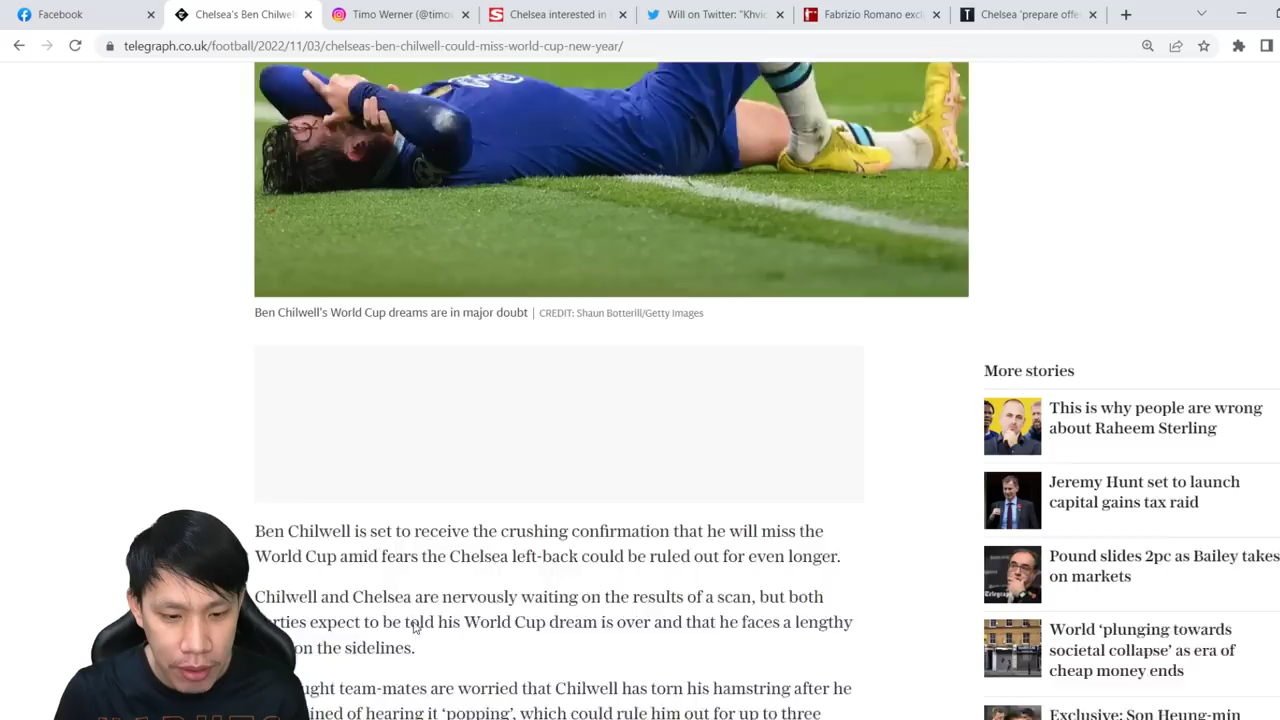 Facebook
Chelsea's Ben Chilwel
Timo Werner (@timov
Chelsea interested in
Will on Twitter: "Khvic
Fabrizio Romano excl
Chelsea 'prepare offe
telegraph.co.uk/football/2022/11/03/chelseas-ben-chilwell-could-miss-world-cup-new-year/
Ben Chilwell's World Cup dreams are in major doubt | CREDIT: Shaun Botterill/Getty Images
More stories
This is why people are wrong
about Raheem Sterling
Jeremy Hunt set to launch
capital gains tax raid
Pound slides 2pc as Bailey takes
on markets
World ‘plunging towards
societal collapse’ as era of
cheap money ends
Exclusive: Son Heung-min
Ben Chilwell is set to receive the crushing confirmation that he will miss the
World Cup amid fears the Chelsea left-back could be ruled out for even longer.
Chilwell and Chelsea are nervously waiting on the results of a scan, but both
rties expect to be told his World Cup dream is over and that he faces a lengthy
on the sidelines.
ught team-mates are worried that Chilwell has torn his hamstring after he
ined of hearing it ‘popping’, which could rule him out for up to three